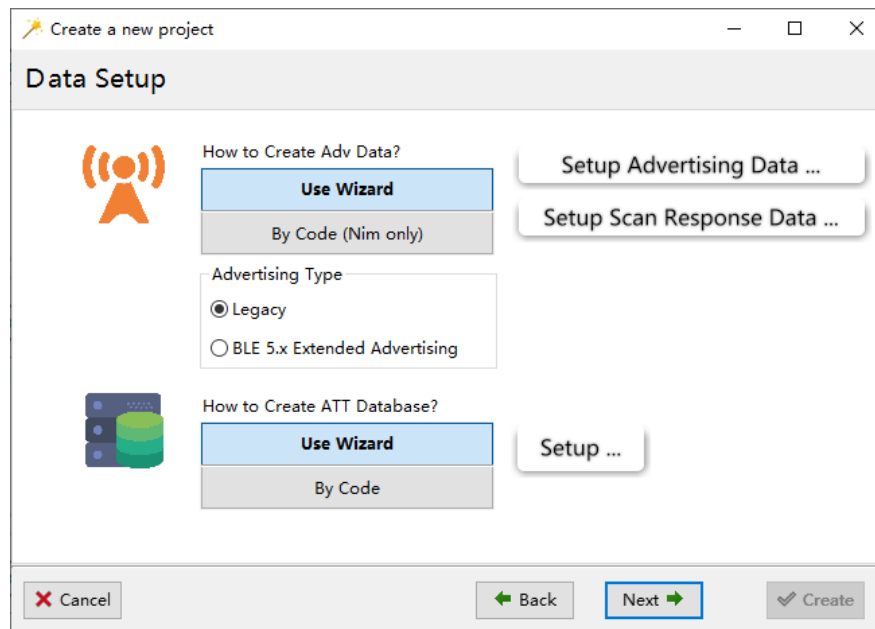 Create a new project
Data Setup
How to Create Adv Data?
Use Wizard
By Code (Nim only)
Setup Advertising Data ...
Setup Scan Response Data ...
Advertising Type
Legacy
BLE 5.x Extended Advertising
How to Create ATT Database?
Use Wizard
By Code
Setup ...
Cancel
Back
Next
Create